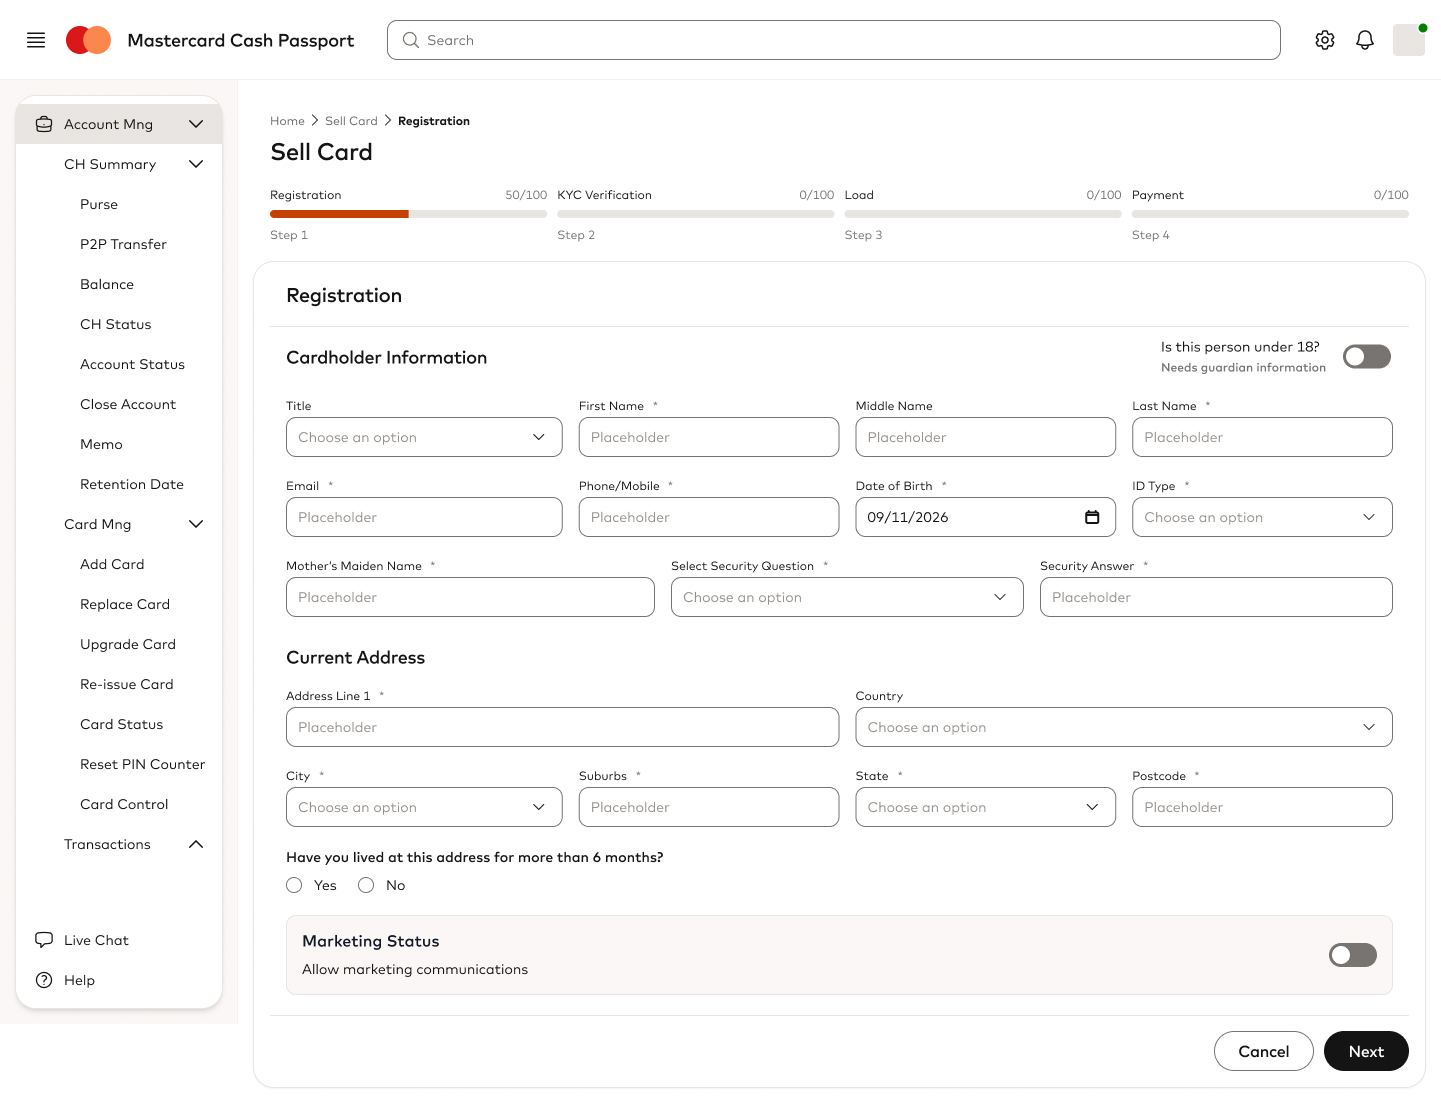 Mastercard Cash Passport
Search
Account Mng
CH Summary
Purse
P2P Transfer
Balance
CH Status
Account Status
Close Account
Memo
Retention Date
Card Mng
Add Card
Replace Card
Upgrade Card
Re-issue Card
Card Status
Reset PIN Counter
Card Control
Transactions
Live Chat
Help
Home > Sell Card > Registration
Sell Card
Registration 50/100 KYC Verification 0/100 Load 0/100 Payment 0/100
Step 1 Step 2 Step 3 Step 4
Registration
Cardholder Information
Is this person under 18?
Needs guardian information
Title First Name * Middle Name Last Name *
Choose an option Placeholder Placeholder Placeholder
Email * Phone/Mobile * Date of Birth * ID Type *
Placeholder Placeholder 09/11/2026 Choose an option
Mother's Maiden Name * Select Security Question * Security Answer *
Placeholder Choose an option Placeholder
Current Address
Address Line 1 * Country
Placeholder Choose an option
City * Suburbs * State * Postcode *
Choose an option Placeholder Choose an option Placeholder
Have you lived at this address for more than 6 months?
Yes No
Marketing Status
Allow marketing communications
Cancel Next